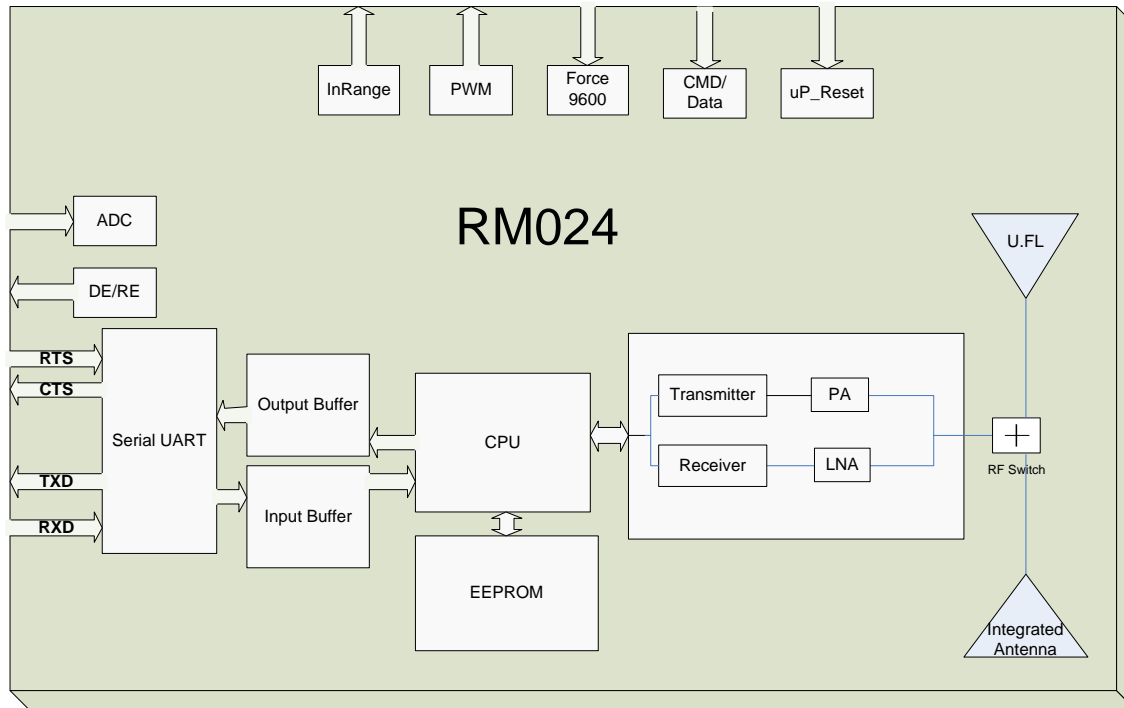 InRange
PWM
Force
9600
CMD/
Data
uP_Reset
ADC
RM024
U.FL
DE/RE
RTS
CTS
Serial UART
TXD
RXD
Output Buffer
Input Buffer
CPU
EEPROM
Transmitter
PA
Receiver
LNA
RF Switch
Integrated
Antenna